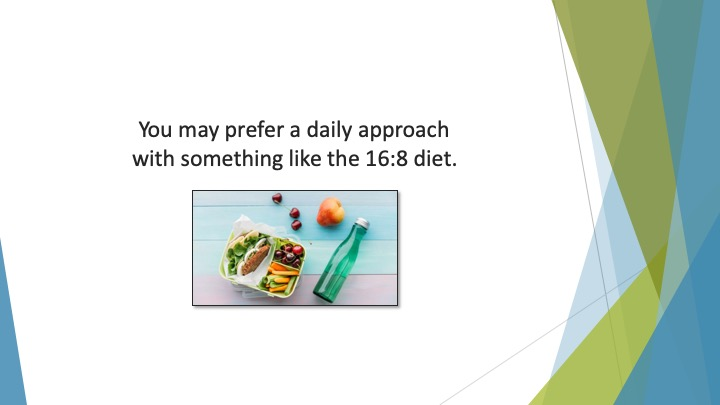 You may prefer a daily approach
with something like the 16:8 diet.